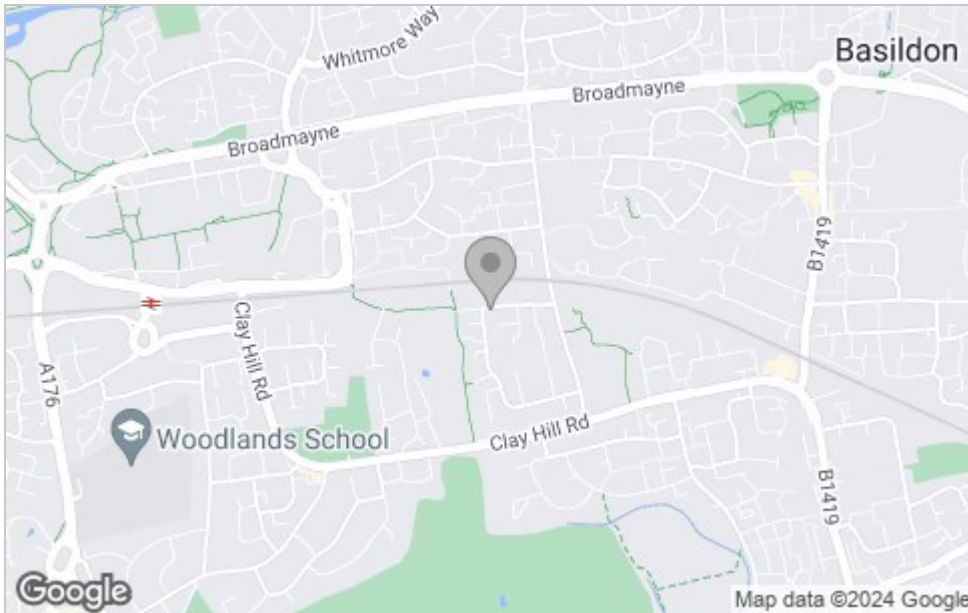 Whitmore Way
Basildon
Broadmayne
Broadmayne
B1419
Clay Hill Rd
A176
Woodlands School
Clay Hill Rd
B1419
Google
Map data ©2024 Google